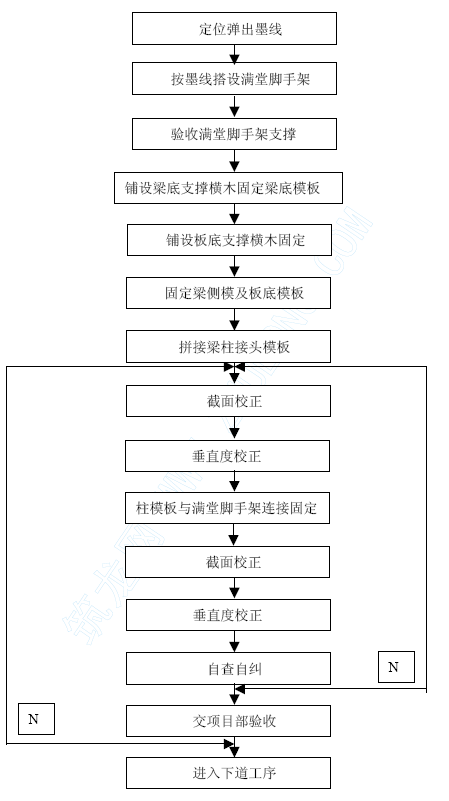 定位弹出墨线
按墨线搭设满堂脚手架
验收满堂脚手架支撑
铺设梁底支撑横木固定梁底模板
铺设板底支撑横木固定
固定梁侧模及板底模板
拼接梁柱接头模板
截面校正
垂直度校正
柱模板与满堂脚手架连接固定
截面校正
垂直度校正
自查自纠
N
N
交项目部验收
进入下道工序